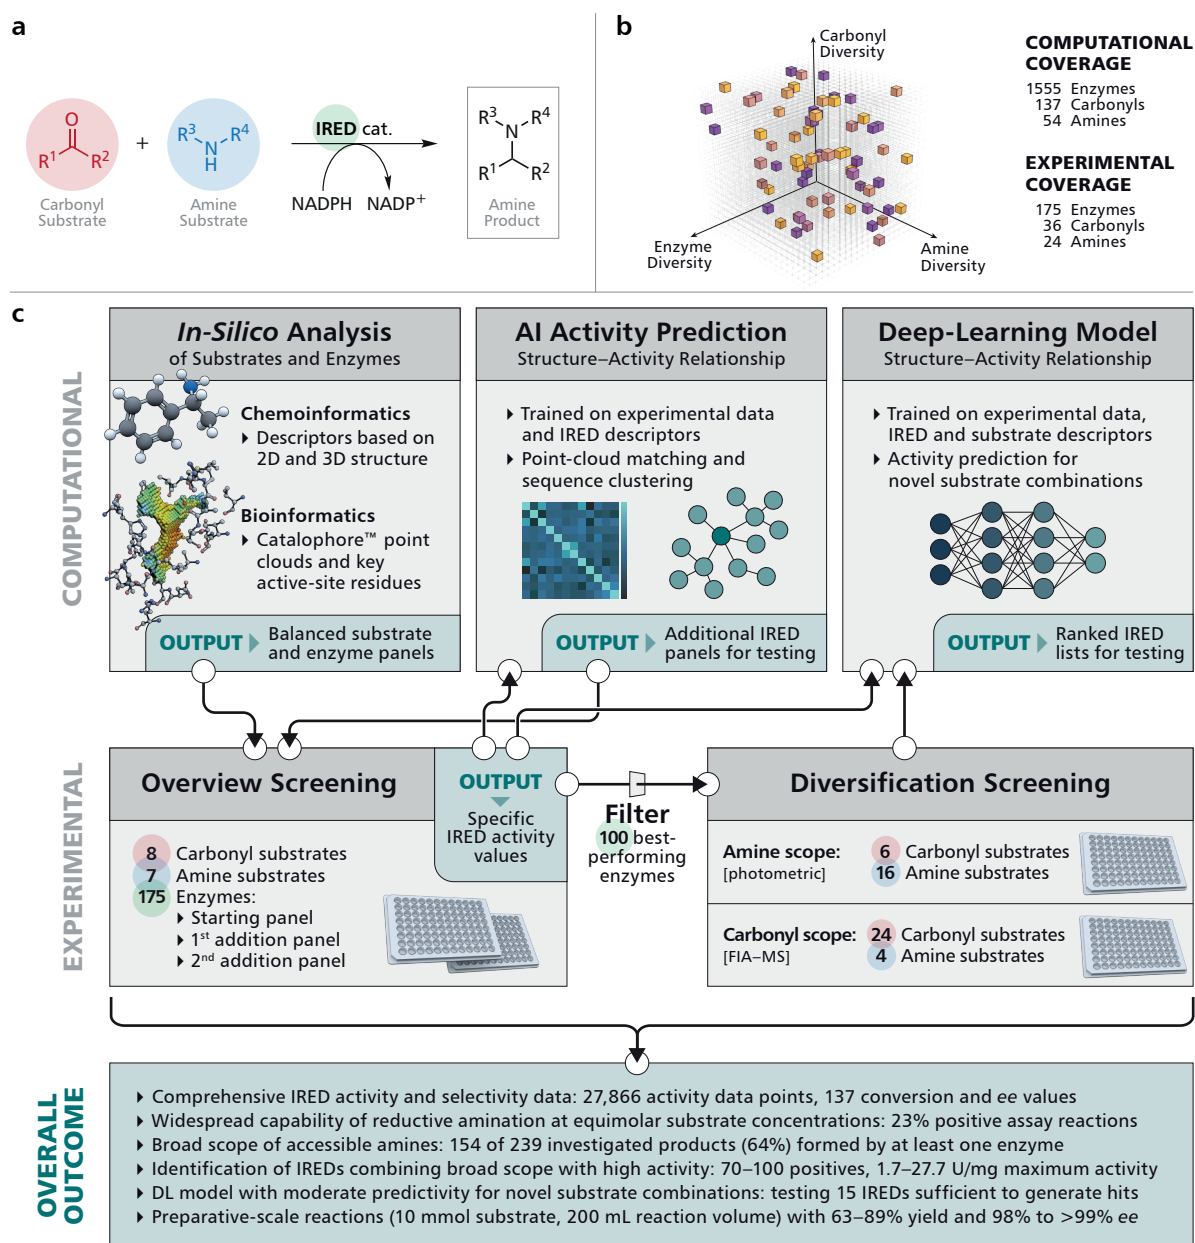 a
O
R1
R2
Carbonyl
Substrate
+
R3
R4
N
H
Amine
Substrate
IRED cat.
NADPH
NADP+
R3
R4
N
R1
R2
Amine
Product
b
Carbonyl
Diversity
Enzyme
Diversity
Amine
Diversity
COMPUTATIONAL
COVERAGE
1555 Enzymes
137 Carbonyls
54 Amines
EXPERIMENTAL
COVERAGE
175 Enzymes
36 Carbonyls
24 Amines
c
COMPUTATIONAL
In-Silico Analysis
of Substrates and Enzymes
Chemoinformatics
Descriptors based on
2D and 3D structure
Bioinformatics
Catalophore™ point
clouds and key
active-site residues
OUTPUT
Balanced substrate
and enzyme panels
AI Activity Prediction
Structure–Activity Relationship
Trained on experimental data
and IRED descriptors
Point-cloud matching and
sequence clustering
OUTPUT
Additional IRED
panels for testing
Deep-Learning Model
Structure–Activity Relationship
Trained on experimental data,
IRED and substrate descriptors
Activity prediction for
novel substrate combinations
OUTPUT
Ranked IRED
lists for testing
EXPERIMENTAL
Overview Screening
8 Carbonyl substrates
7 Amine substrates
175 Enzymes:
Starting panel
1st addition panel
2nd addition panel
OUTPUT
Specific
IRED activity
values
Filter
100 best-
performing
enzymes
Diversification Screening
Amine scope:
[photometric]
6 Carbonyl substrates
16 Amine substrates
Carbonyl scope:
[FIA–MS]
24 Carbonyl substrates
4 Amine substrates
OVERALL
OUTCOME
Comprehensive IRED activity and selectivity data: 27,866 activity data points, 137 conversion and ee values
Widespread capability of reductive amination at equimolar substrate concentrations: 23% positive assay reactions
Broad scope of accessible amines: 154 of 239 investigated products (64%) formed by at least one enzyme
Identification of IREDs combining broad scope with high activity: 70–100 positives, 1.7–27.7 U/mg maximum activity
DL model with moderate predictivity for novel substrate combinations: testing 15 IREDs sufficient to generate hits
Preparative-scale reactions (10 mmol substrate, 200 mL reaction volume) with 63–89% yield and 98% to >99% ee